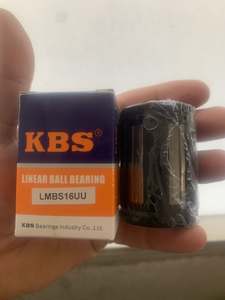 KBS®
LINEAR BALL BEARING
LMBS16UU
KBS Bearings Industry Co.,Ltd.